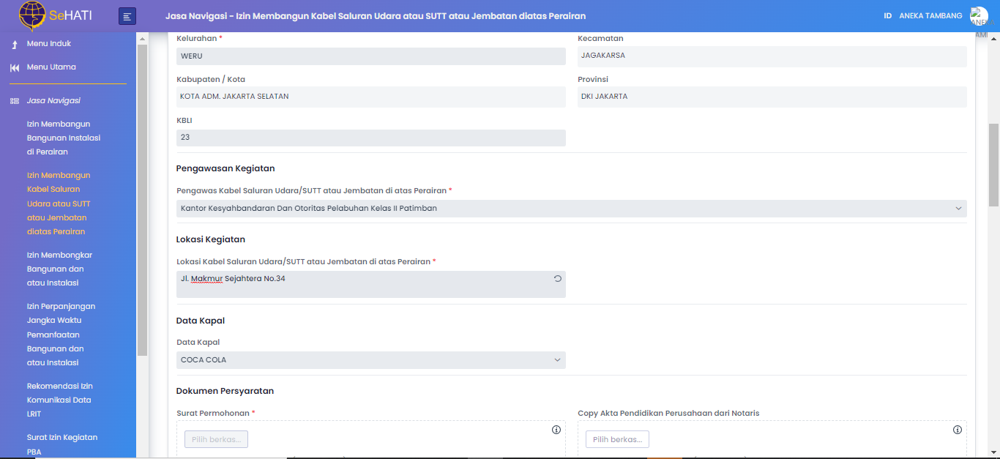 SeHATI
Jasa Navigasi - Izin Membangun Kabel Saluran Udara atau SUTT atau Jembatan diatas Perairan
ID ANEKA TAMBANG
Menu Induk
Menu Utama
Jasa Navigasi
Izin Membangun
Bangunan Instalasi
di Perairan
Izin Membangun
Kabel Saluran
Udara atau SUTT
atau Jembatan
diatas Perairan
Izin Membongkar
Bangunan dan
atau Instalasi
Izin Perpanjangan
Jangka Waktu
Pemanfaatan
Bangunan dan
atau Instalasi
Rekomendasi Izin
Komunikasi Data
LRIT
Surat Izin Kegiatan
PBA
Kelurahan *
WERU
Kecamatan
JAGAKARSA
Kabupaten / Kota
KOTA ADM. JAKARTA SELATAN
Provinsi
DKI JAKARTA
KBLI
23
Pengawasan Kegiatan
Pengawas Kabel Saluran Udara/SUTT atau Jembatan di atas Perairan *
Kantor Kesyahbandaran Dan Otoritas Pelabuhan Kelas II Patimban
Lokasi Kegiatan
Lokasi Kabel Saluran Udara/SUTT atau Jembatan di atas Perairan *
Jl. Makmur Sejahtera No.34
Data Kapal
Data Kapal
COCA COLA
Dokumen Persyaratan
Surat Permohonan *
Pilih berkas...
Copy Akta Pendidikan Perusahaan dari Notaris
Pilih berkas...